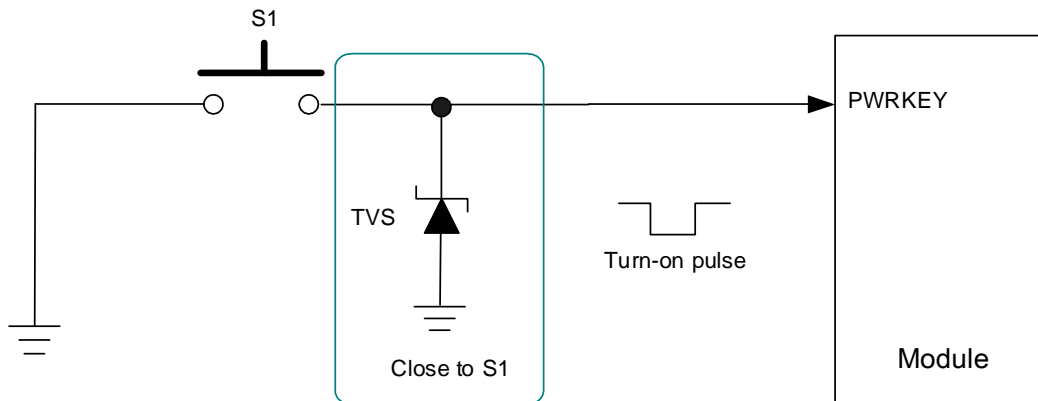 S1
PWRKEY
TVS
Turn-on pulse
Close to S1
Module